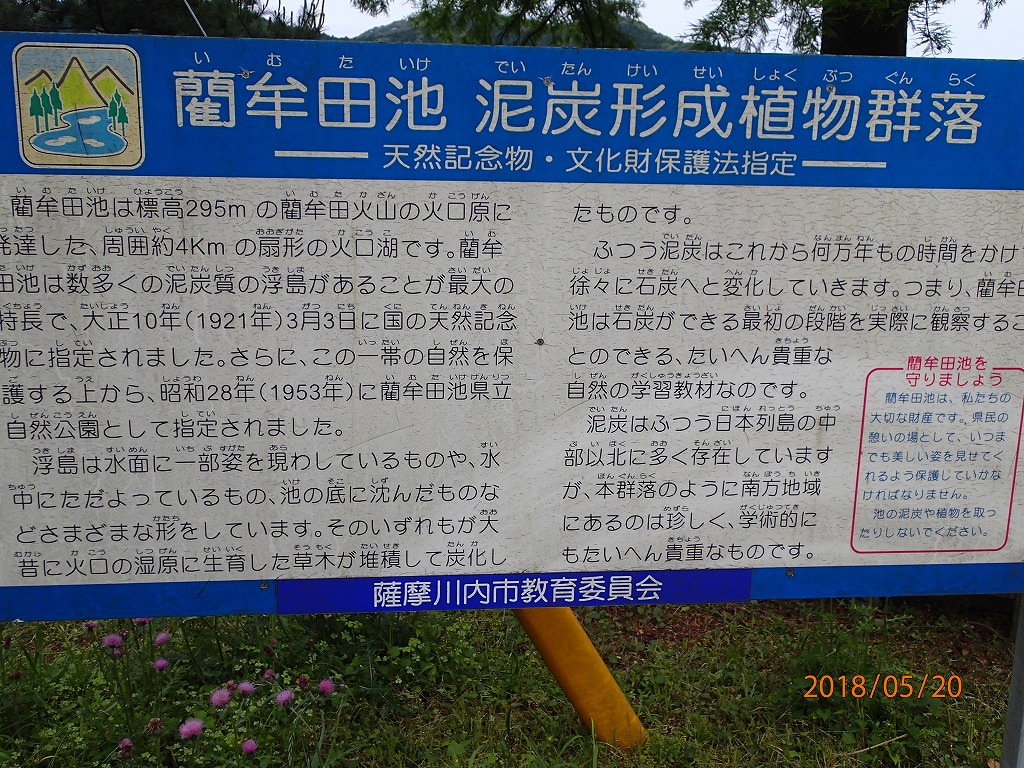 いむたいけ でいたんけいせいしょくぶつぐんらく
藺牟田池 泥炭形成植物群落
天然記念物・文化財保護法指定
藺牟田池は標高295m の藺牟田火山の火口原に
発達した、周囲約4Km の扇形の火口湖です。藺牟
田池は数多くの泥炭質の浮島があることが最大の
特長で、大正10年(1921年)3月3日に国の天然記念
物に指定されました。さらに、この一帯の自然を保
護する上から、昭和28年(1953年)に藺牟田池県立
自然公園として指定されました。
浮島は水面に一部姿を現わしているものや、水
中にただよっているもの、池の底に沈んだものな
どさまざまな形をしています。そのいずれもが大
昔に火口の湿原に生育した草木が堆積して炭化し
たものです。
ふつう泥炭はこれから何万年もの時間をかけ
徐々に石炭へと変化していきます。つまり、藺牟田
池は石炭ができる最初の段階を実際に観察するこ
とのできる、たいへん貴重な
自然の学習教材なのです。
泥炭はふつう日本列島の中
部以北に多く存在しています
が、本群落のように南方地域
にあるのは珍しく、学術的に
もたいへん貴重なものです。
藺牟田池を
守りましょう
藺牟田池は、私たちの
大切な財産です。県民の
憩いの場として、いつま
でも美しい姿を見せてく
れるよう保護していかな
ければなりません。
池の泥炭や植物を取っ
たりしないでください。
薩摩川内市教育委員会
2018/05/20